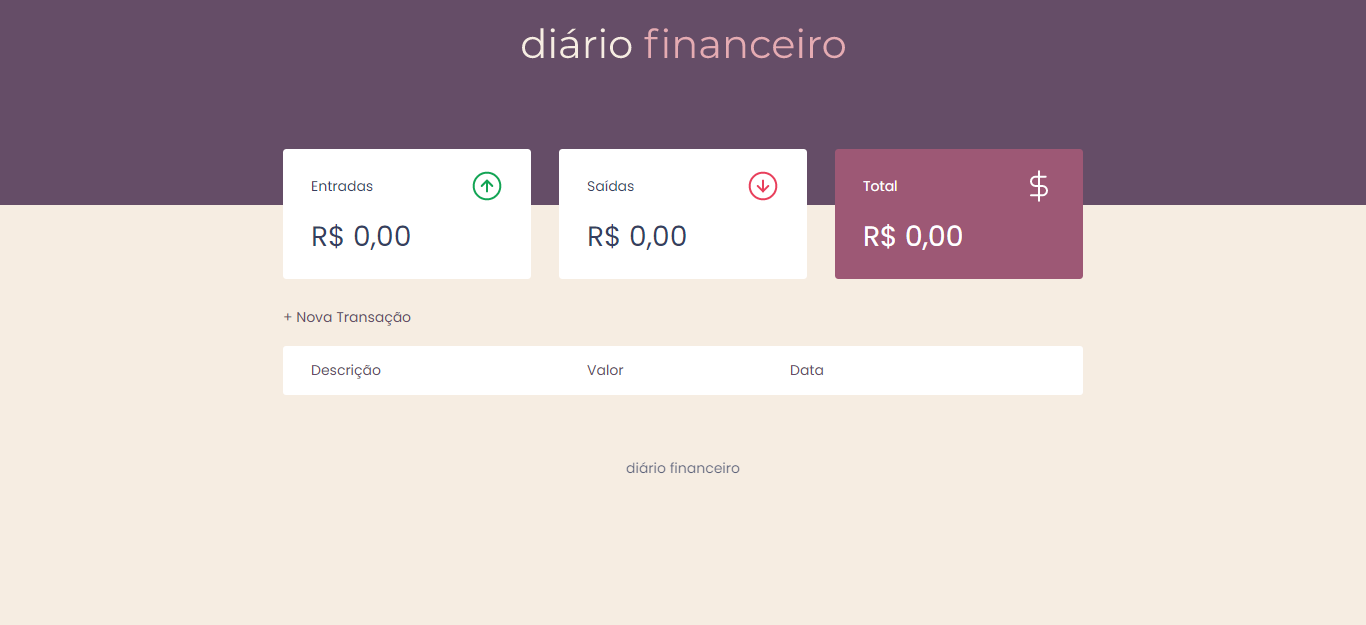 diário financeiro
Entradas
R$ 0,00
Saídas
R$ 0,00
Total
R$ 0,00
+ Nova Transação
Descrição Valor Data
diário financeiro